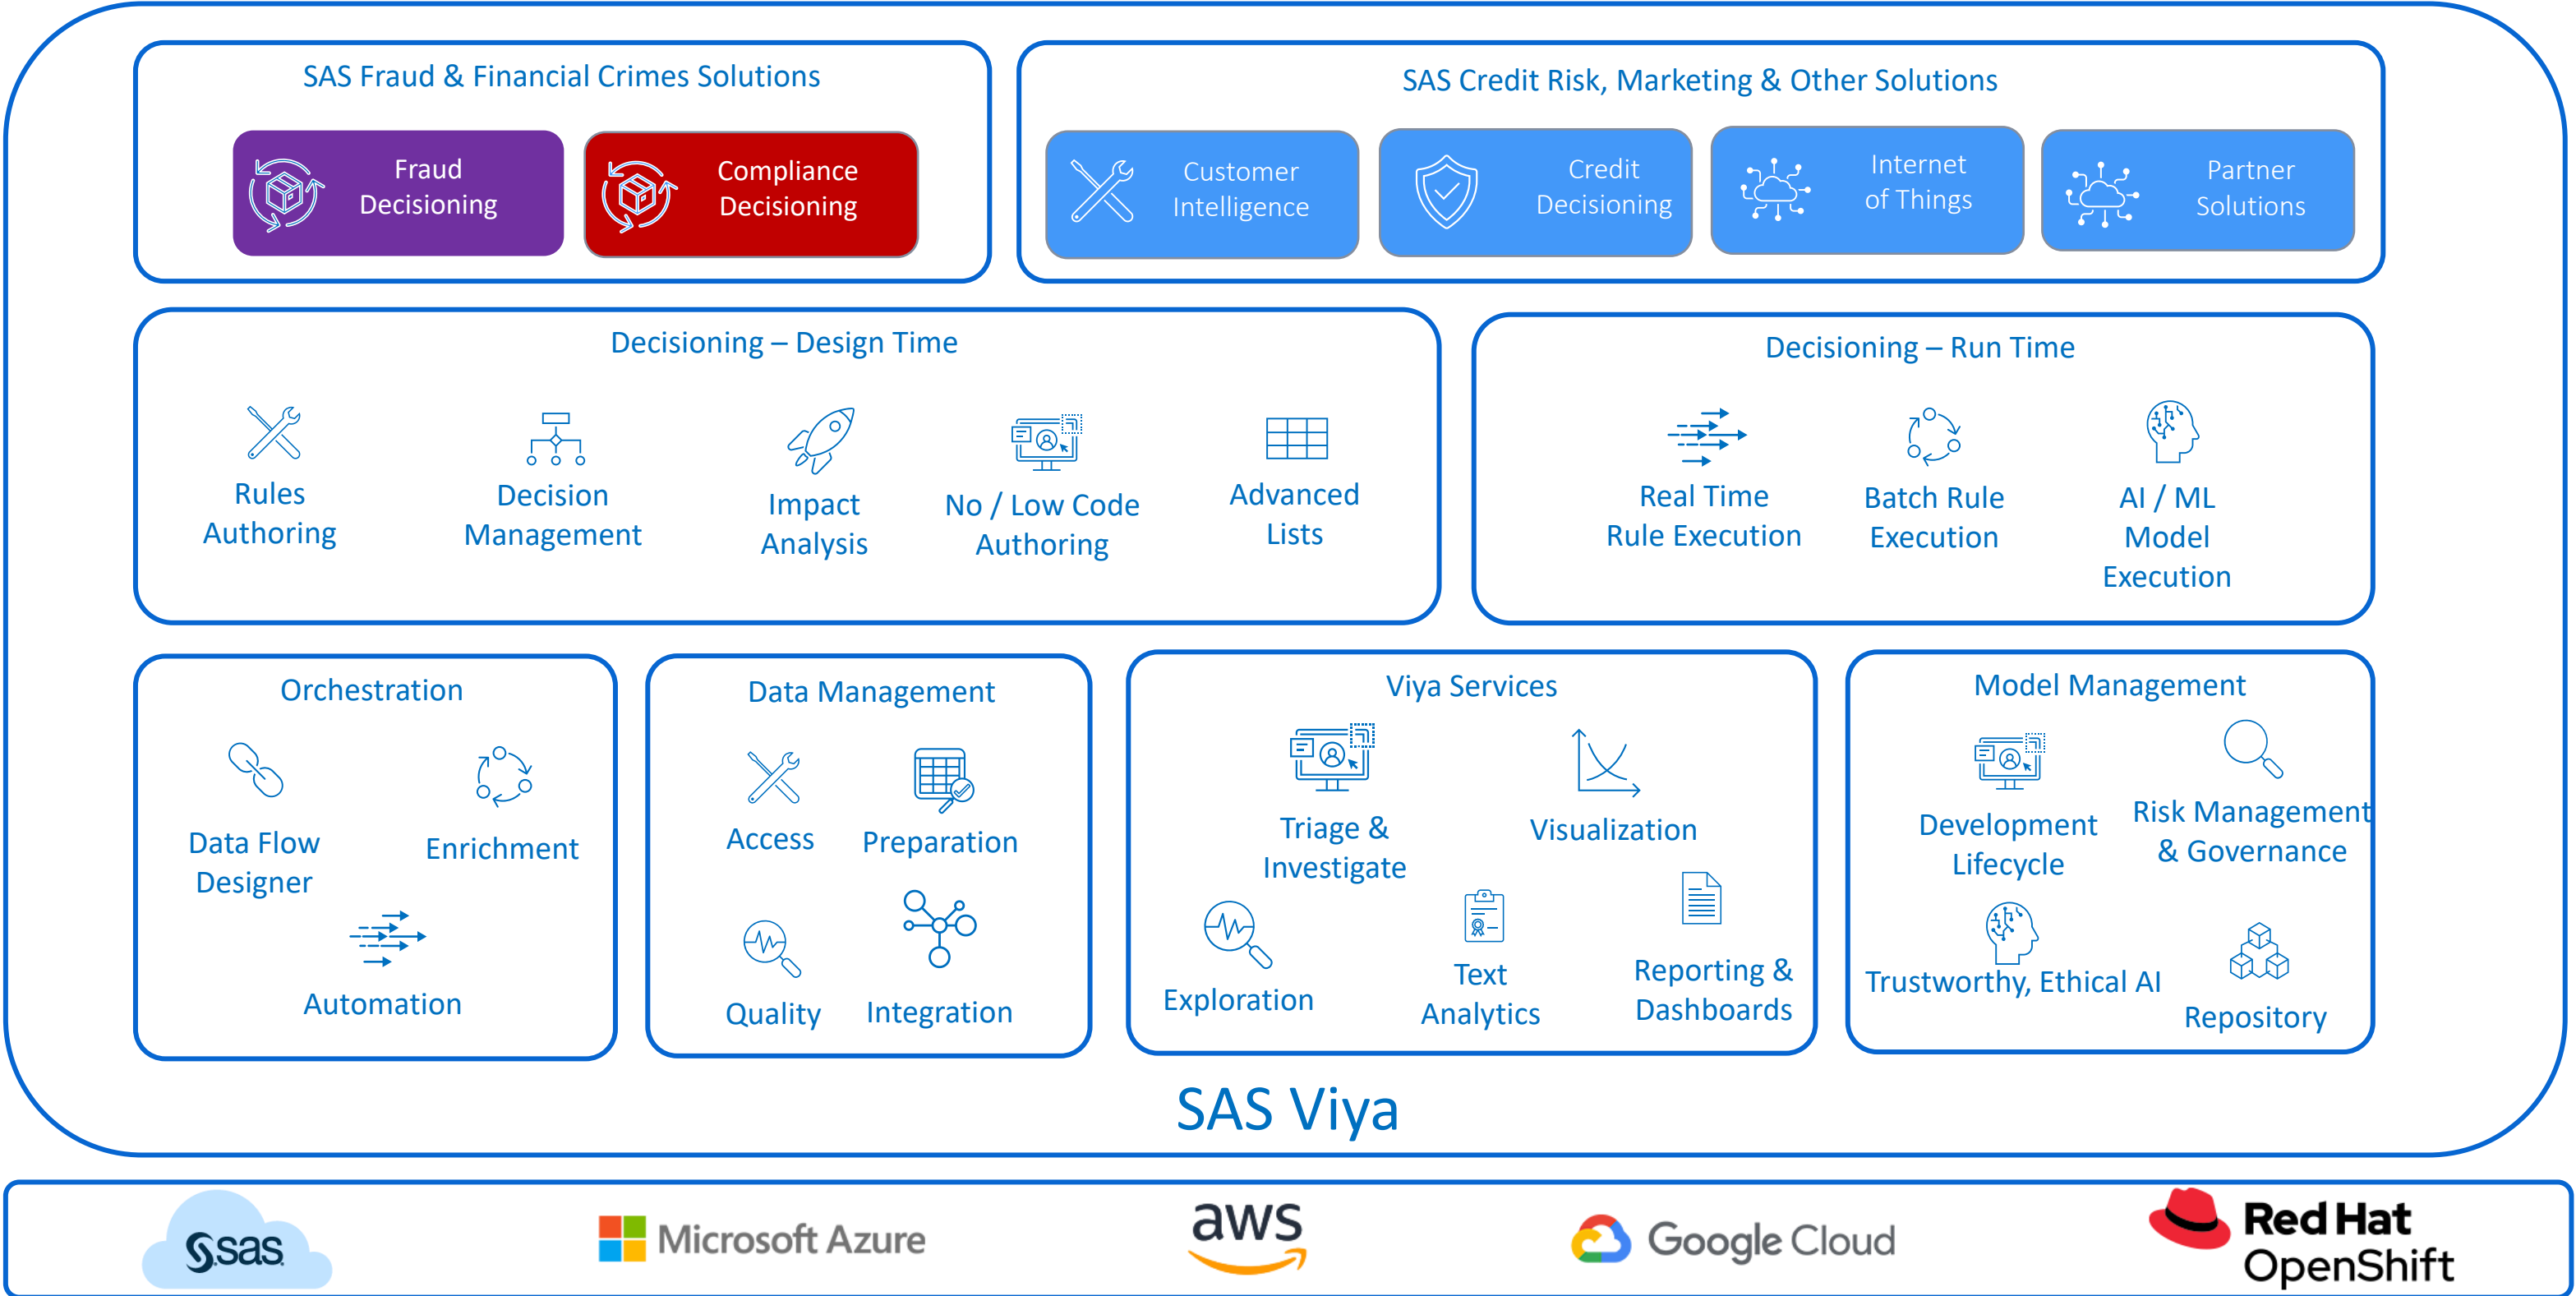 SAS Fraud & Financial Crimes Solutions
Fraud
Decisioning
Compliance
Decisioning
SAS Credit Risk, Marketing & Other Solutions
Customer
Intelligence
Credit
Decisioning
Internet
of Things
Partner
Solutions
Decisioning – Design Time
Rules
Authoring
Decision
Management
Impact
Analysis
No / Low Code
Authoring
Advanced
Lists
Decisioning – Run Time
Real Time
Rule Execution
Batch Rule
Execution
AI / ML
Model
Execution
Orchestration
Data Flow
Designer
Enrichment
Automation
Data Management
Access
Preparation
Quality
Integration
Viya Services
Triage &
Investigate
Visualization
Exploration
Text
Analytics
Reporting &
Dashboards
Model Management
Development
Lifecycle
Risk Management
& Governance
Trustworthy, Ethical AI
Repository
SAS Viya
sas
Microsoft Azure
aws
Google Cloud
Red Hat
OpenShift